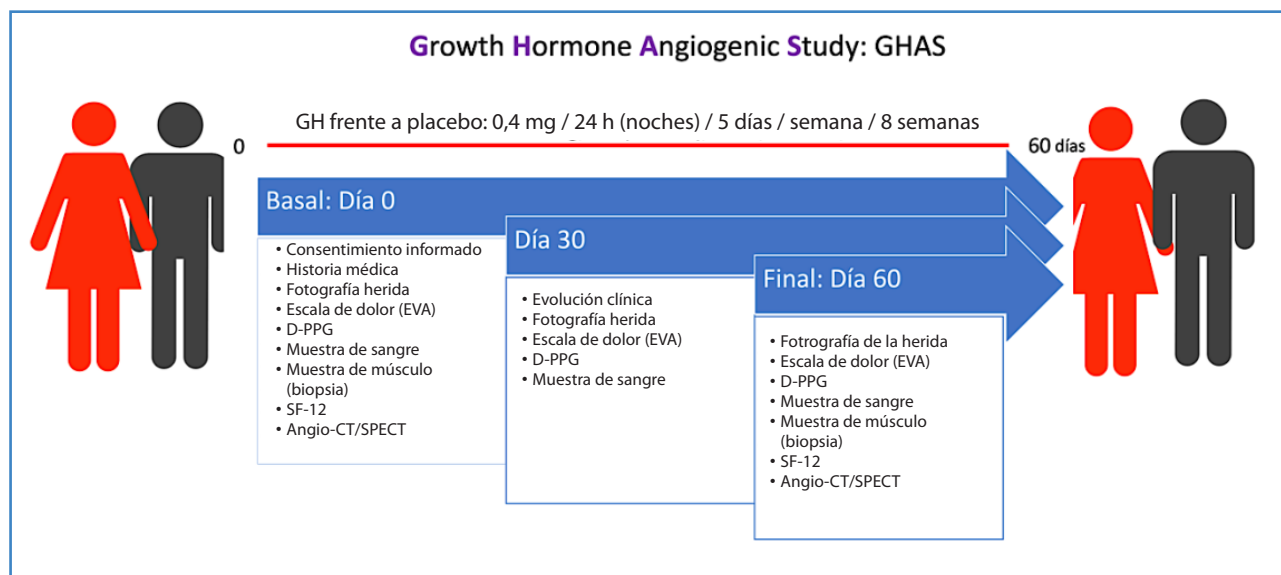 Growth Hormone Angiogenic Study: GHAS
GH frente a placebo: 0,4 mg / 24 h (noches) / 5 días / semana / 8 semanas
0
60 días
Basal: Día 0
• Consentimiento informado
• Historia médica
• Fotografía herida
• Escala de dolor (EVA)
• D-PPG
• Muestra de sangre
• Muestra de músculo
(biopsia)
• SF-12
• Angio-CT/SPECT
Día 30
• Evolución clínica
• Fotografía herida
• Escala de dolor (EVA)
• D-PPG
• Muestra de sangre
Final: Día 60
• Fotrografía de la herida
• Escala de dolor (EVA)
• D-PPG
• Muestra de sangre
• Muestra de músculo
(biopsia)
• SF-12
• Angio-CT/SPECT